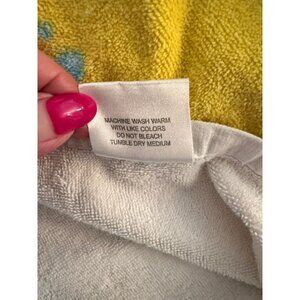 MACHINE WASH WARM
WITH LIKE COLORS
DO NOT BLEACH
TUMBLE DRY MEDIUM